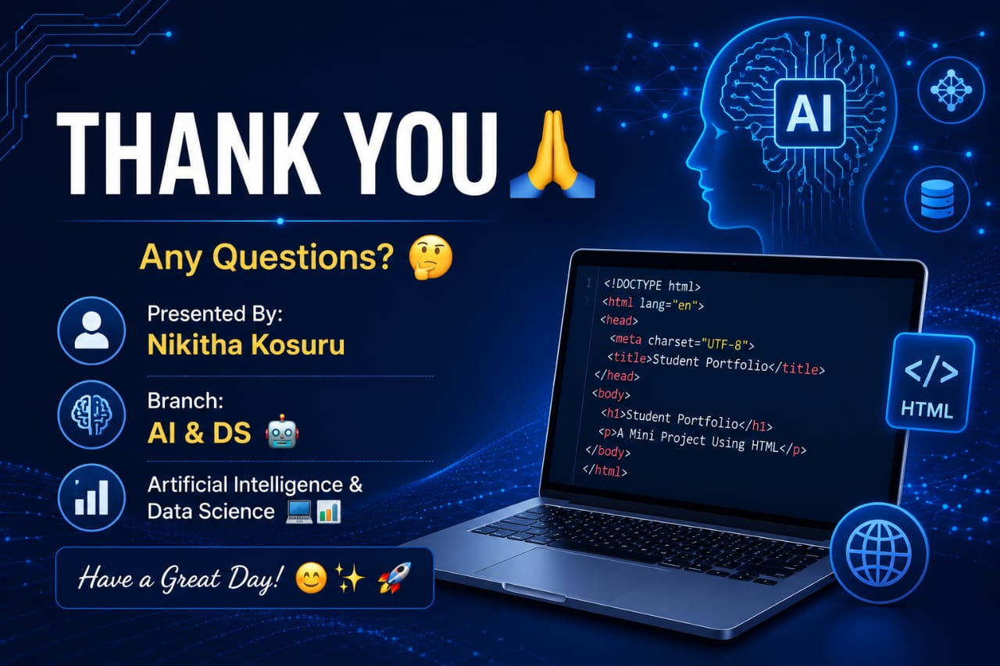 THANK YOU🙏
Any Questions? 🤔
Presented By:
Nikitha Kosuru
Branch:
AI & DS 🤖
Artificial Intelligence &
Data Science 💻📊
Have a Great Day! 😊✨🚀
AI
1 <!DOCTYPE html>
<html lang="en">
<head>
<meta charset="UTF-8">
<title>Student Portfolio</title>
</head>
<body>
<h1>Student Portfolio</h1>
<p>A Mini Project Using HTML</p>
</body>
</html>
</>
HTML